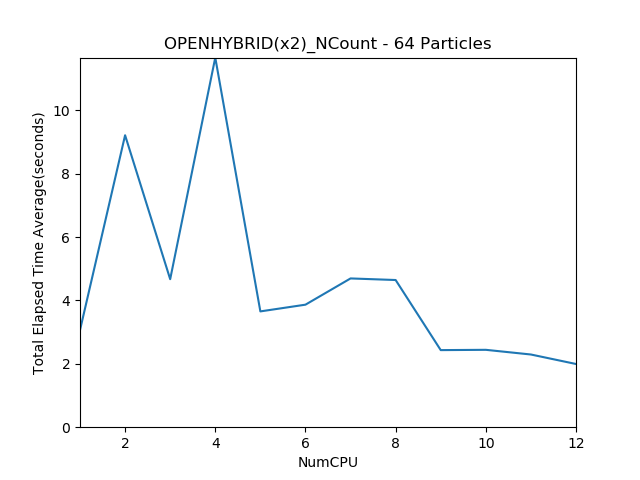 OPENHYBRID(x2)_NCount - 64 Particles
Total Elapsed Time Average(seconds)
10
8
6
4
2
0
2 4 6 8 10 12
NumCPU